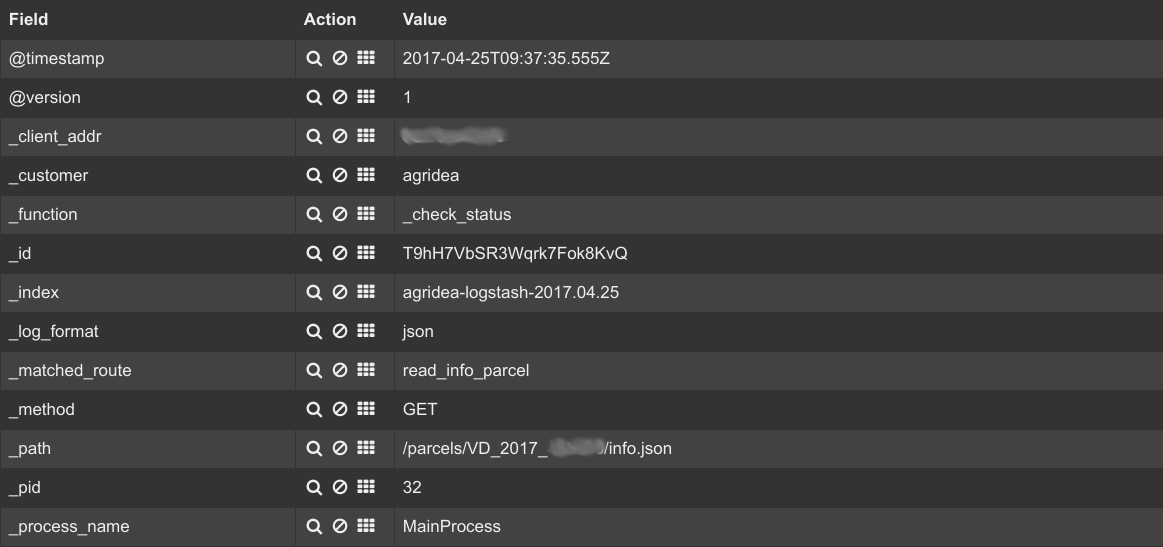 Field Action Value
@timestamp 2017-04-25T09:37:35.555Z
@version 1
_client_addr
_customer agridea
_function _check_status
_id T9hH7VbSR3Wqrk7Fok8KvQ
_index agridea-logstash-2017.04.25
_log_format json
_matched_route read_info_parcel
_method GET
_path /parcels/VD_2017_ /info.json
_pid 32
_process_name MainProcess